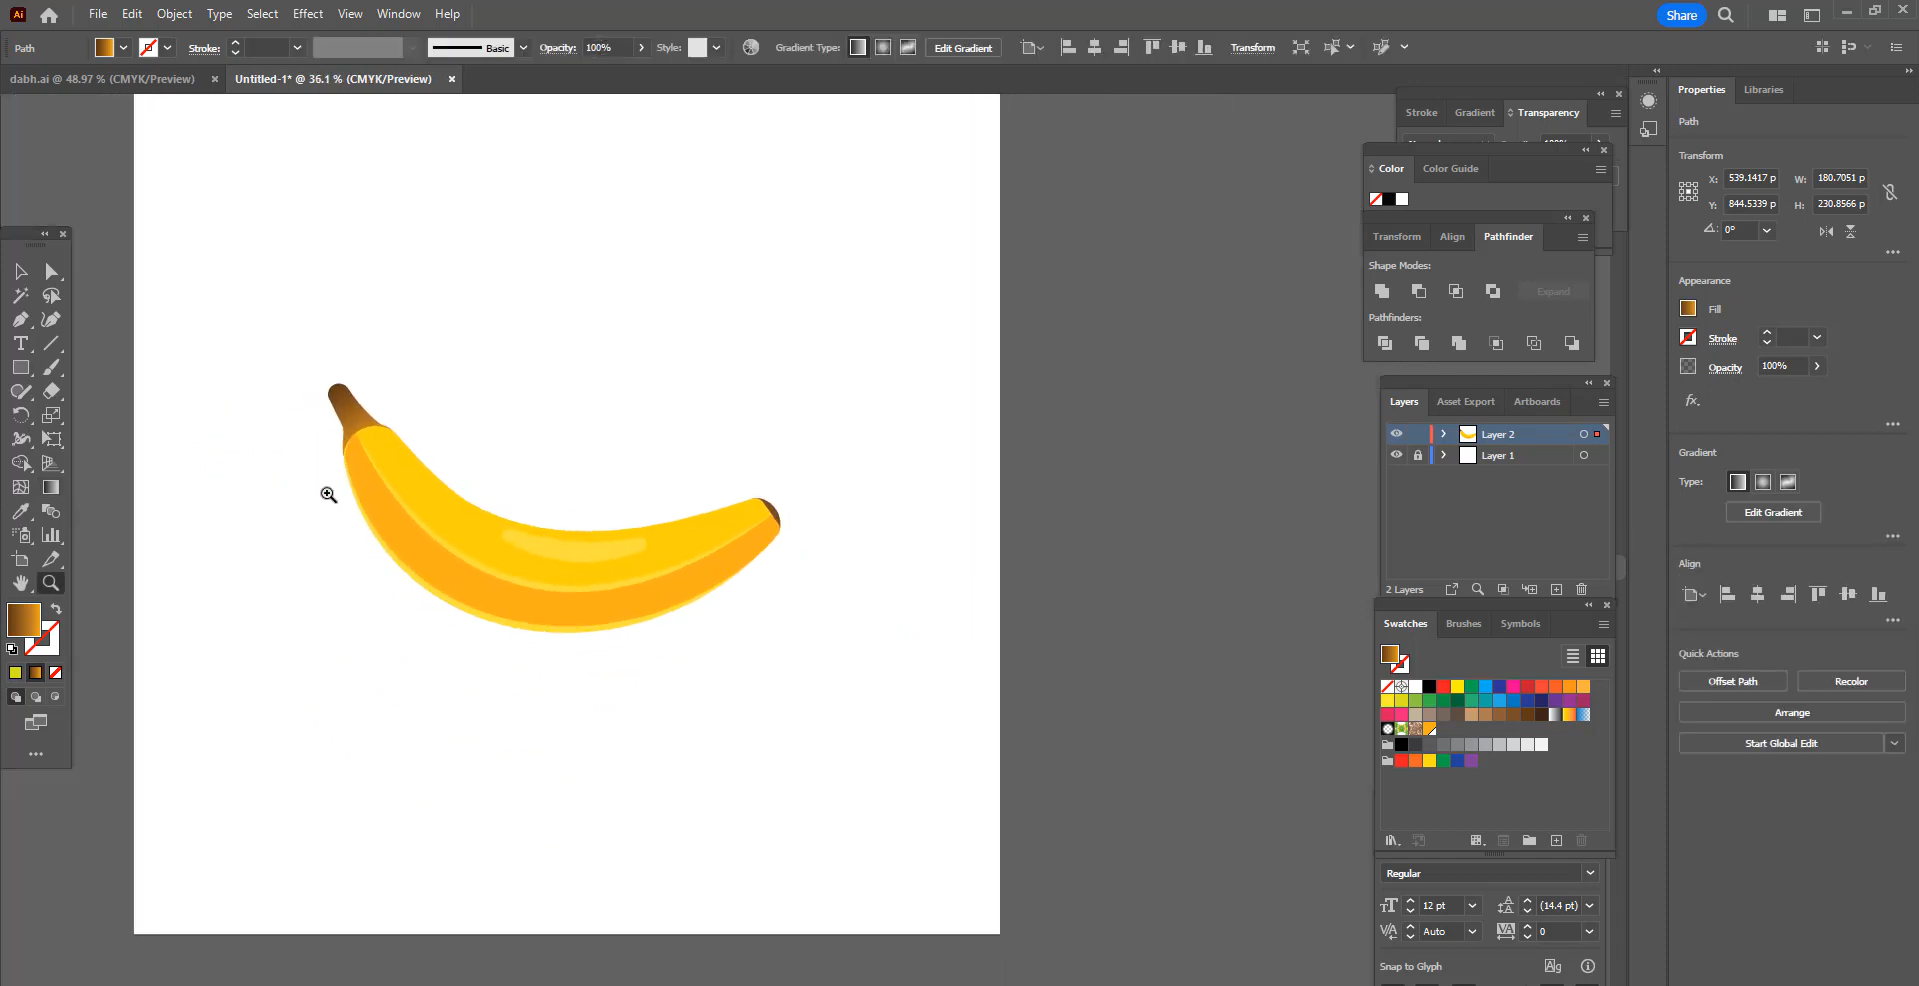 Ai File Edit Object Type Select Effect View Window Help Share
Path Stroke: Basic Opacity: 100% Style: Gradient Type: Edit Gradient Transform
dabh.ai @ 48.97 % (CMYK/Preview) Untitled-1* @ 36.1 % (CMYK/Preview)
Stroke Gradient Transparency
Color Color Guide
Transform Align Pathfinder
Shape Modes:
Expand
Pathfinders:
Layers Asset Export Artboards
Layer 2
Layer 1
2 Layers
Swatches Brushes Symbols
Regular
12 pt (14.4 pt)
Auto 0
Snap to Glyph
Properties Libraries
Path
Transform
X: 539.1417 p W: 180.7051 p
Y: 844.5339 p H: 230.8566 p
0°
Appearance
Fill
Stroke
Opacity 100%
fx.
Gradient
Type:
Edit Gradient
Align
Quick Actions
Offset Path Recolor
Arrange
Start Global Edit